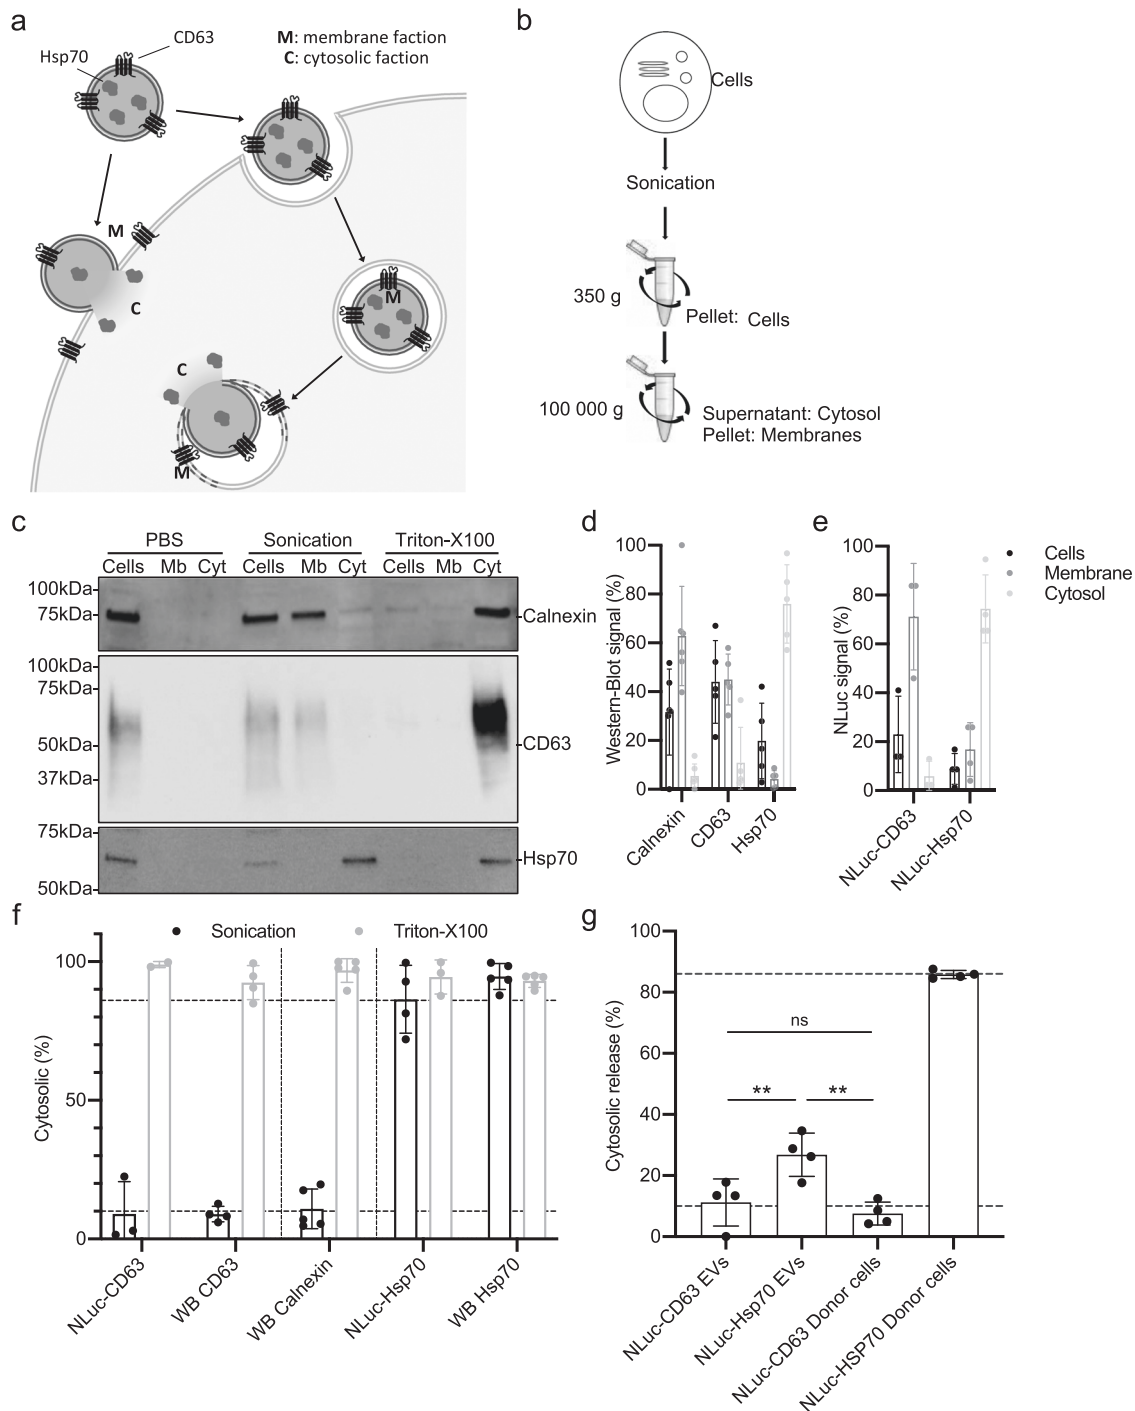 a
CD63
Hsp70
M: membrane faction
C: cytosolic faction
M
C
M
C
M
b
Cells
Sonication
350 g
Pellet: Cells
100 000 g
Supernatant: Cytosol
Pellet: Membranes
c
PBS Sonication Triton-X100
Cells Mb Cyt Cells Mb Cyt Cells Mb Cyt
100kDa
75kDa
Calnexin
100kDa
75kDa
50kDa
CD63
37kDa
75kDa
Hsp70
50kDa
d
Western-Blot signal (%)
100
80
60
40
20
0
Calnexin
CD63
Hsp70
e
NLuc signal (%)
100
80
60
40
20
0
NLuc-CD63
NLuc-Hsp70
Cells
Membrane
Cytosol
f
Sonication Triton-X100
Cytosolic (%)
100
50
0
NLuc-CD63
WB CD63
WB Calnexin
NLuc-Hsp70
WB Hsp70
g
Cytosolic release (%)
100
80
60
40
20
0
ns
** **
NLuc-CD63 EVs
NLuc-Hsp70 EVs
NLuc-CD63 Donor cells
NLuc-HSP70 Donor cells